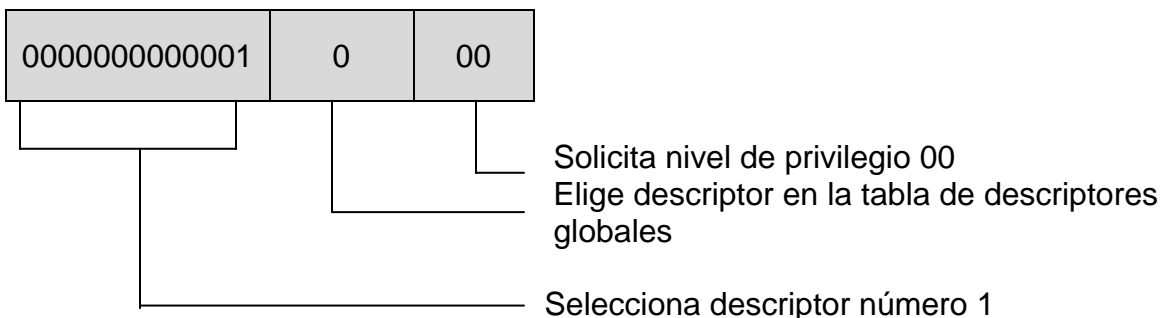 0000000000001 0 00
Solicita nivel de privilegio 00
Elige descriptor en la tabla de descriptores
globales
Selecciona descriptor número 1